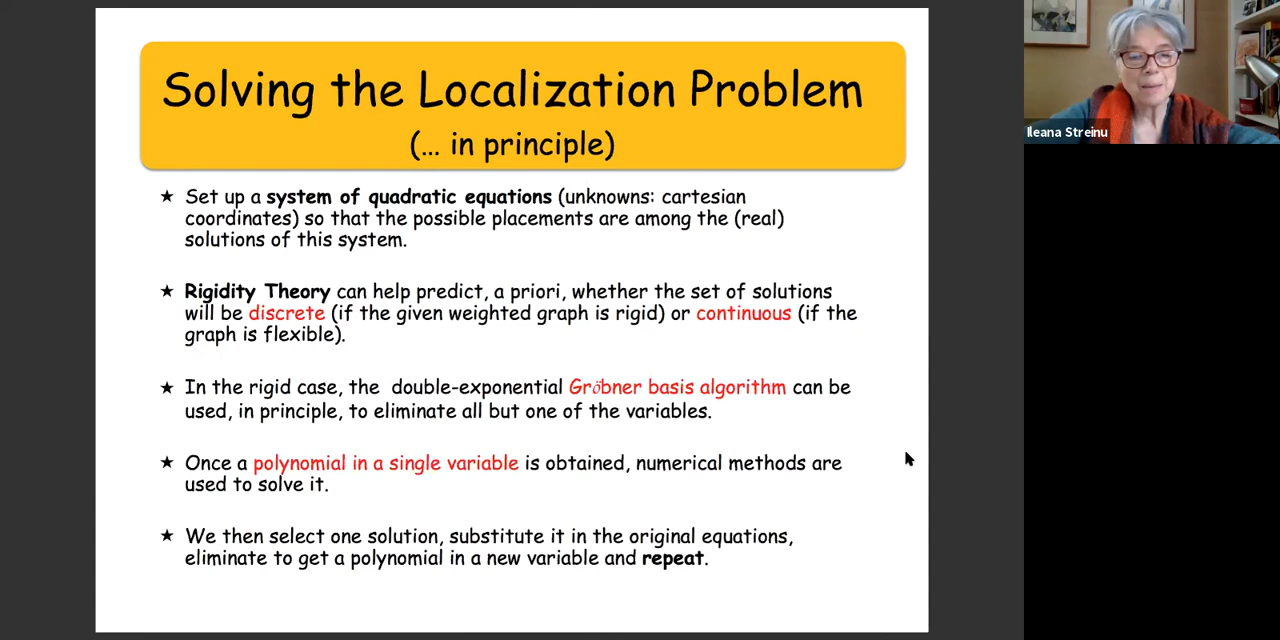 Solving the Localization Problem
(... in principle)
★ Set up a system of quadratic equations (unknowns: cartesian
coordinates) so that the possible placements are among the (real)
solutions of this system.
★ Rigidity Theory can help predict, a priori, whether the set of solutions
will be discrete (if the given weighted graph is rigid) or continuous (if the
graph is flexible).
★ In the rigid case, the double-exponential Gröbner basis algorithm can be
used, in principle, to eliminate all but one of the variables.
★ Once a polynomial in a single variable is obtained, numerical methods are
used to solve it.
★ We then select one solution, substitute it in the original equations,
eliminate to get a polynomial in a new variable and repeat.
Ileana Streinu